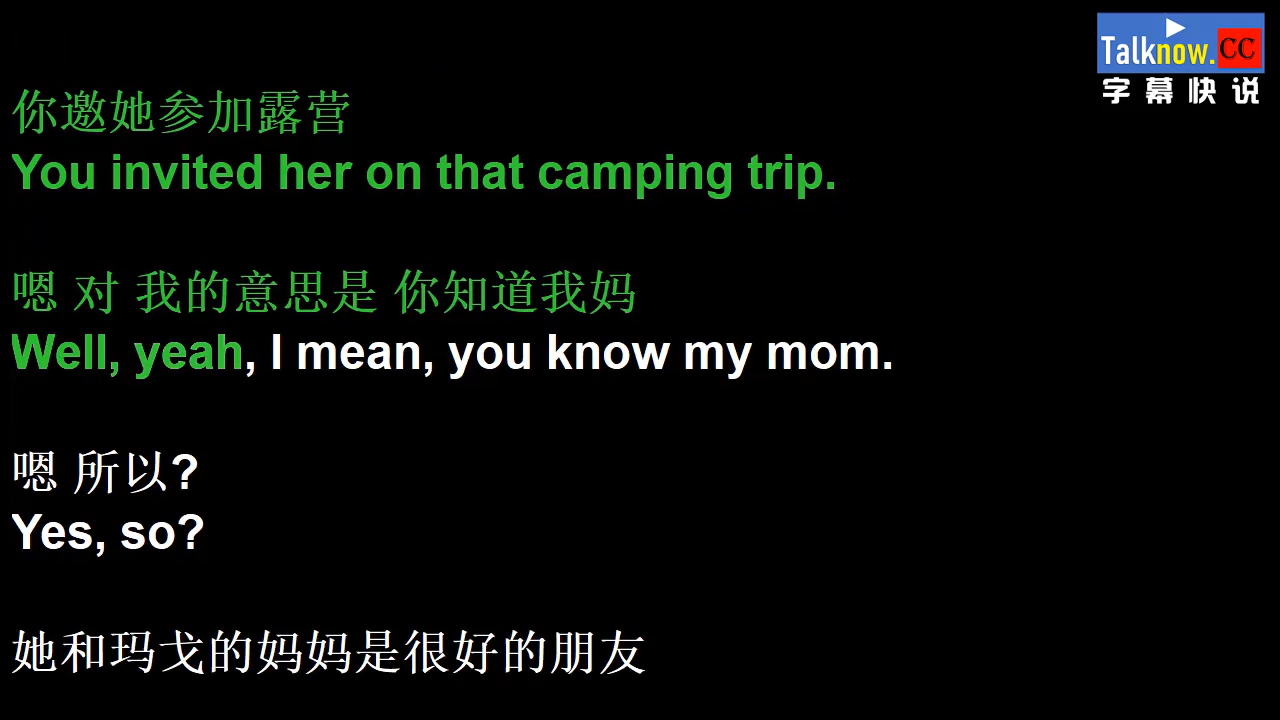 Talknow.CC
字幕快说
你邀她参加露营
You invited her on that camping trip.
嗯 对 我的意思是 你知道我妈
Well, yeah, I mean, you know my mom.
嗯 所以?
Yes, so?
她和玛戈的妈妈是很好的朋友